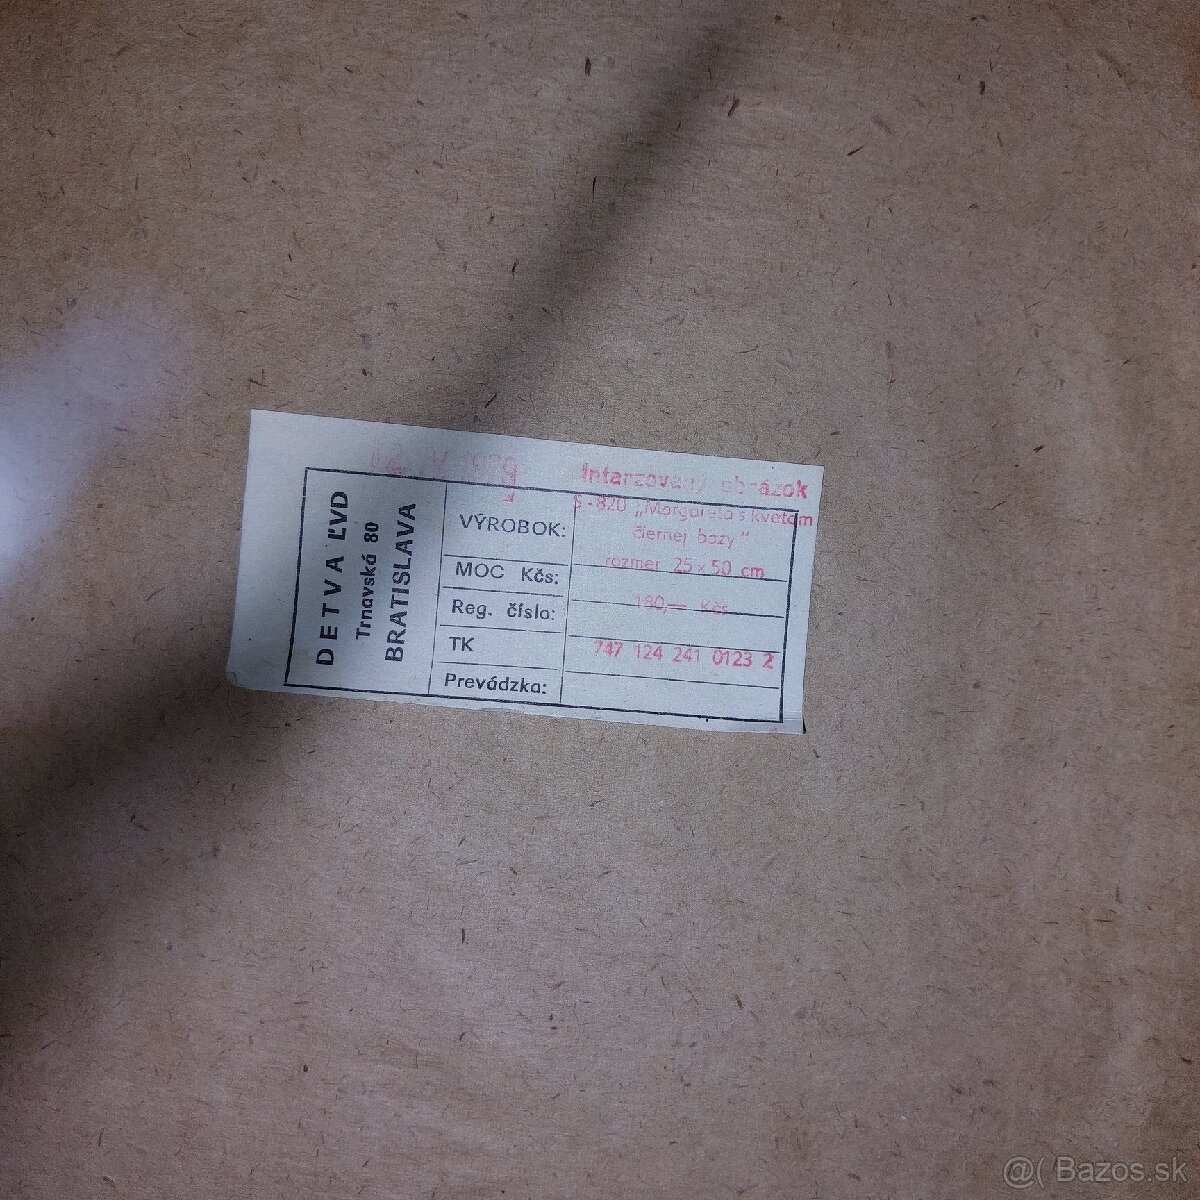 Intarzovaný obrázok
S-820 „Margaréta s kvetom
čiernej bazy"
rozmer 25 x 50 cm
180,— Kčs
747 124 241 0123 2
DETVA ĽVD
Trnavská 80
BRATISLAVA
VÝROBOK:
MOC Kčs:
Reg. číslo:
TK
Prevádzka:
@( Bazos.sk